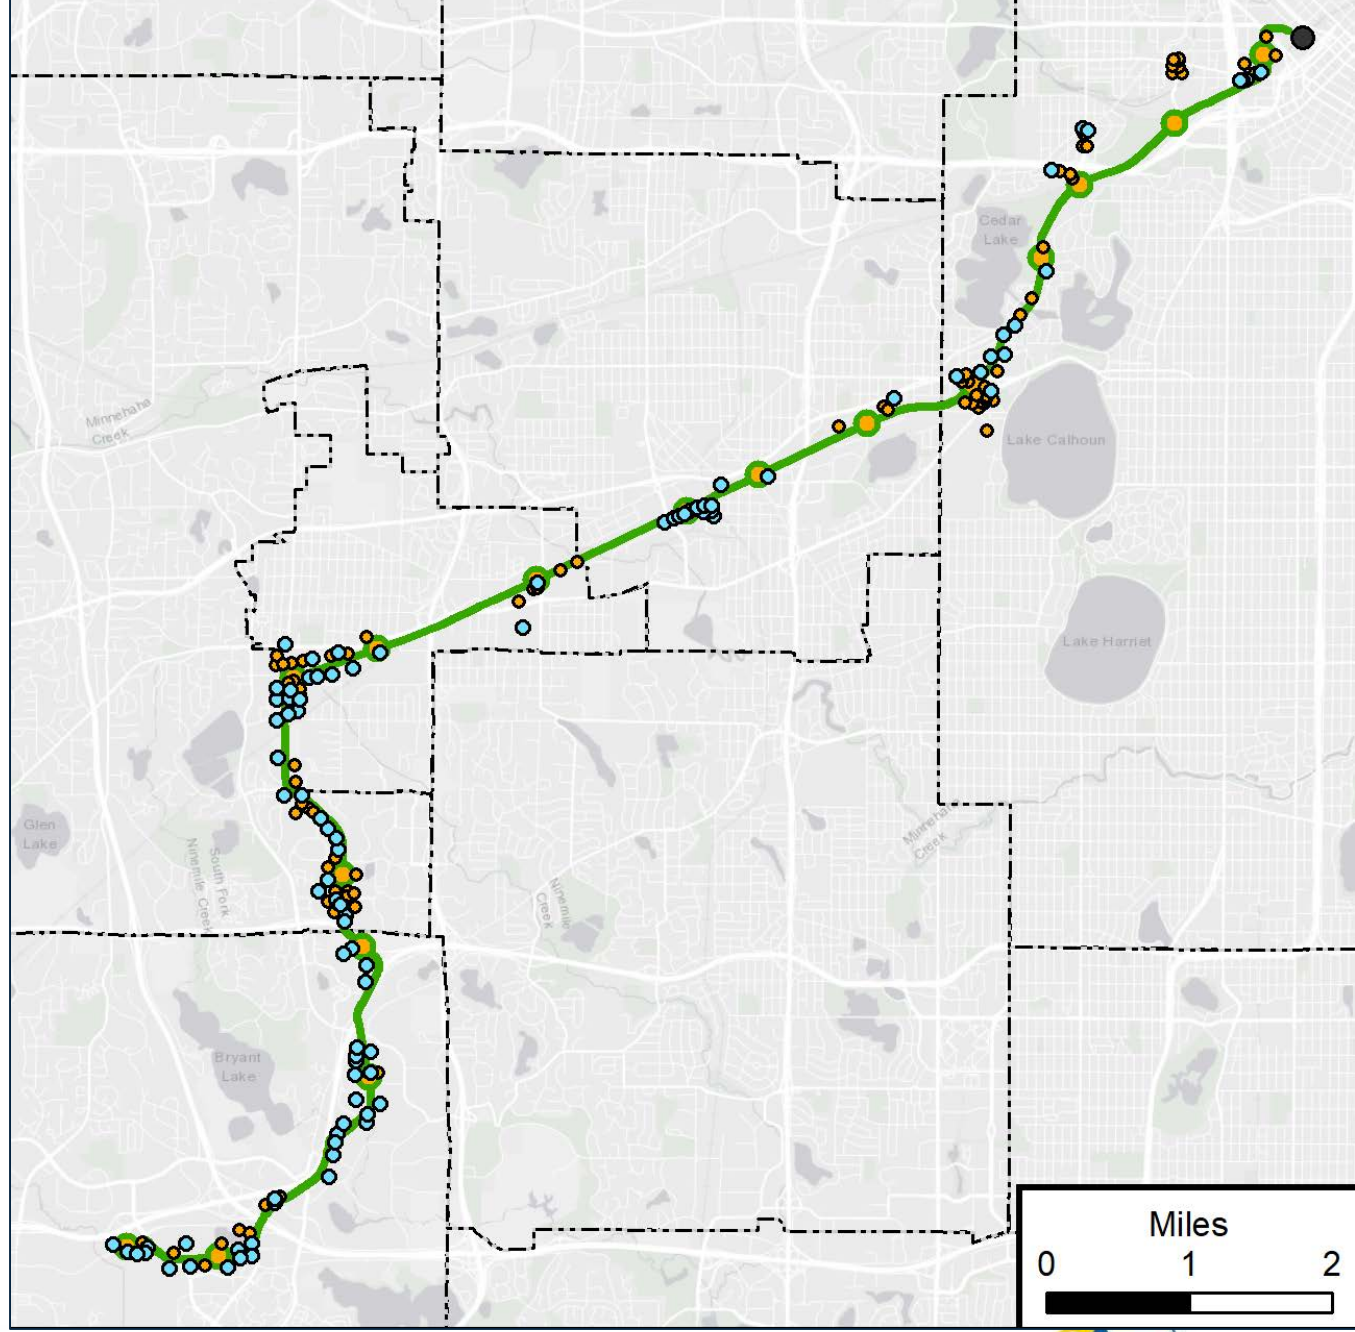 Cedar
Lake
Minnehaha
Creek
Lake Calhoun
Lake Harriet
Glen
Lake
South Fork
Ninemile Creek
Minnehaha
Creek
Ninemile
Creek
Bryant
Lake
Miles
0 1 2